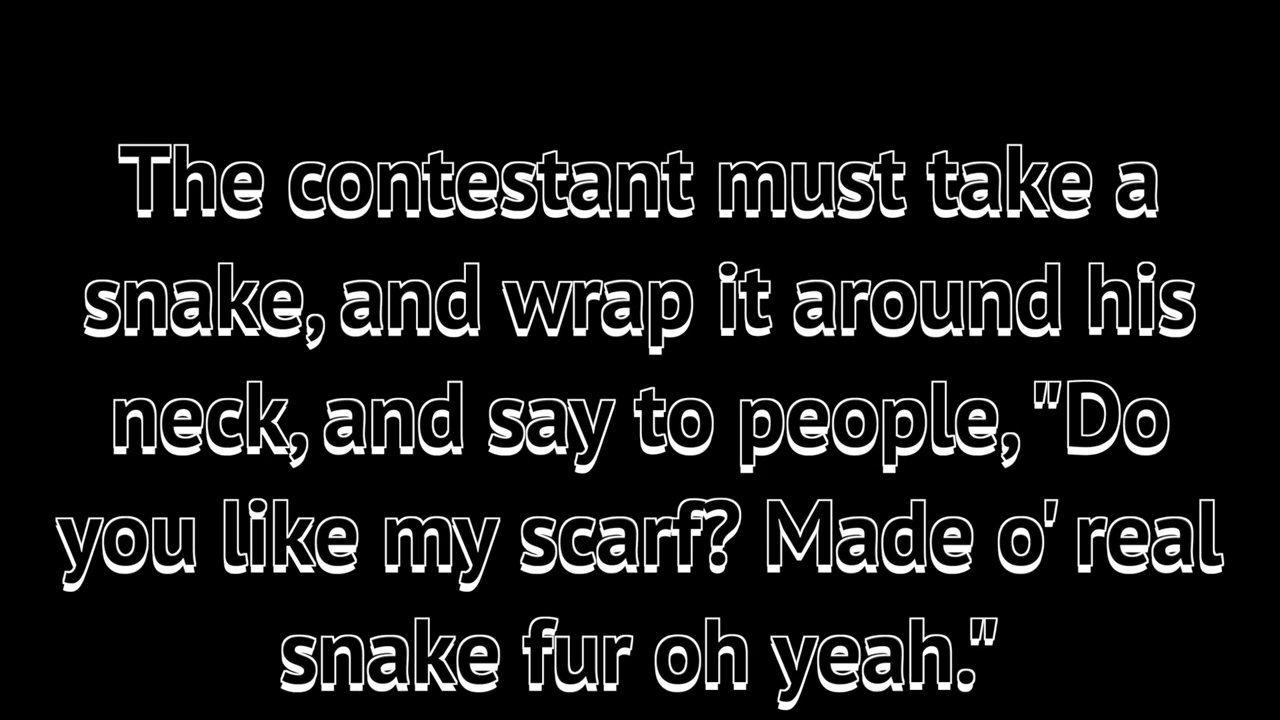 The contestant must take a
snake, and wrap it around his
neck, and say to people, "Do
you like my scarf? Made o' real
snake fur oh yeah."